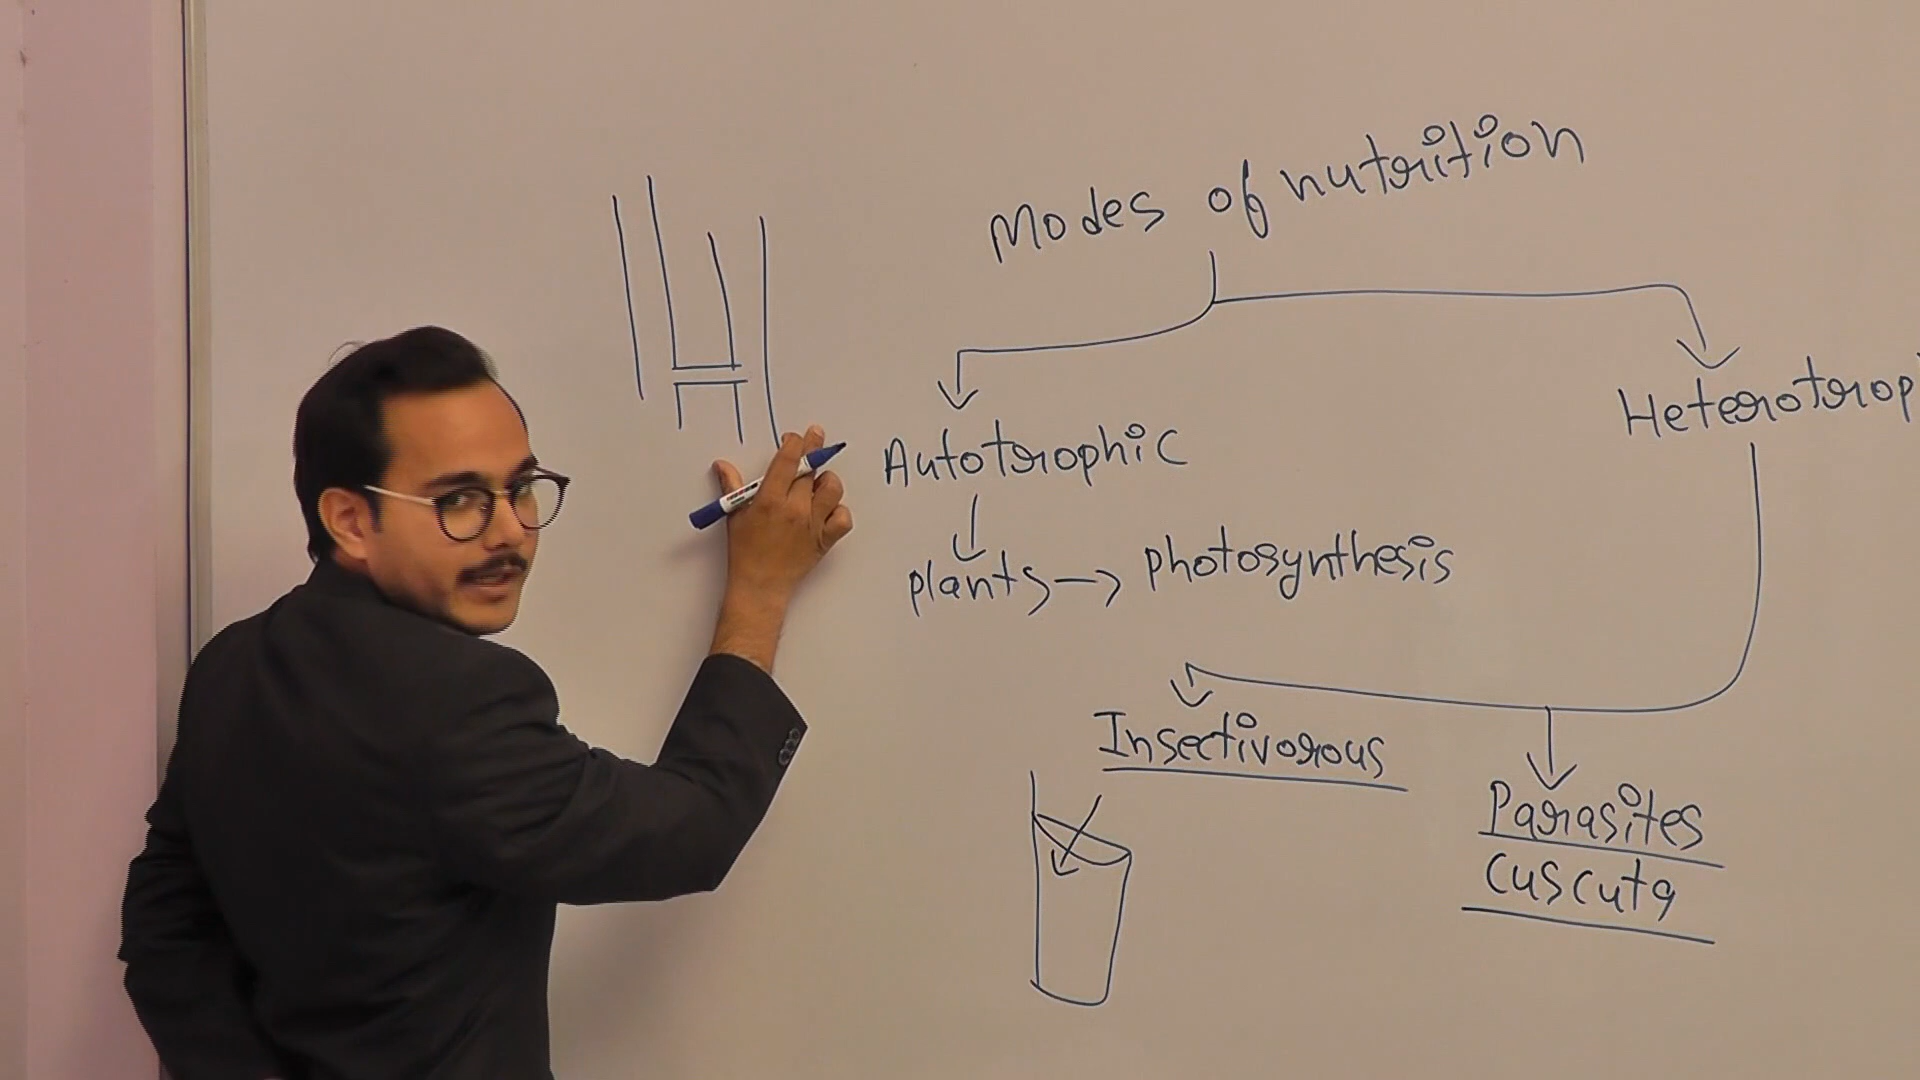 Modes of nutrition
Autotrophic
Heterotrop
plants → photosynthesis
Insectivorous
Parasites
cuscuta